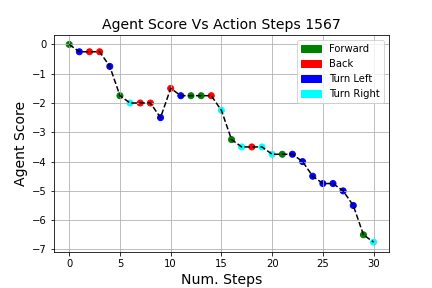 Agent Score Vs Action Steps 1567
Agent Score
0
−1
−2
−3
−4
−5
−6
−7
Forward
Back
Turn Left
Turn Right
0 5 10 15 20 25 30
Num. Steps